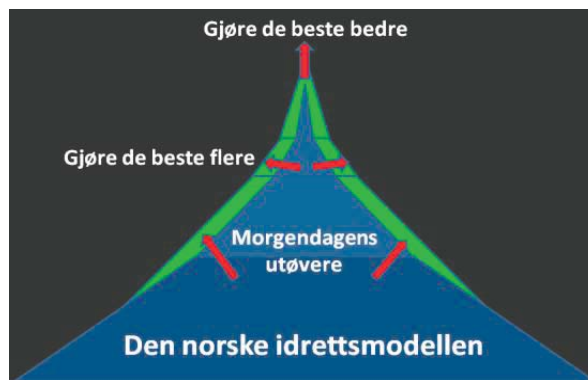 Gjøre de beste bedre
Gjøre de beste flere
Morgendagens
utøvere
Den norske idrettsmodellen